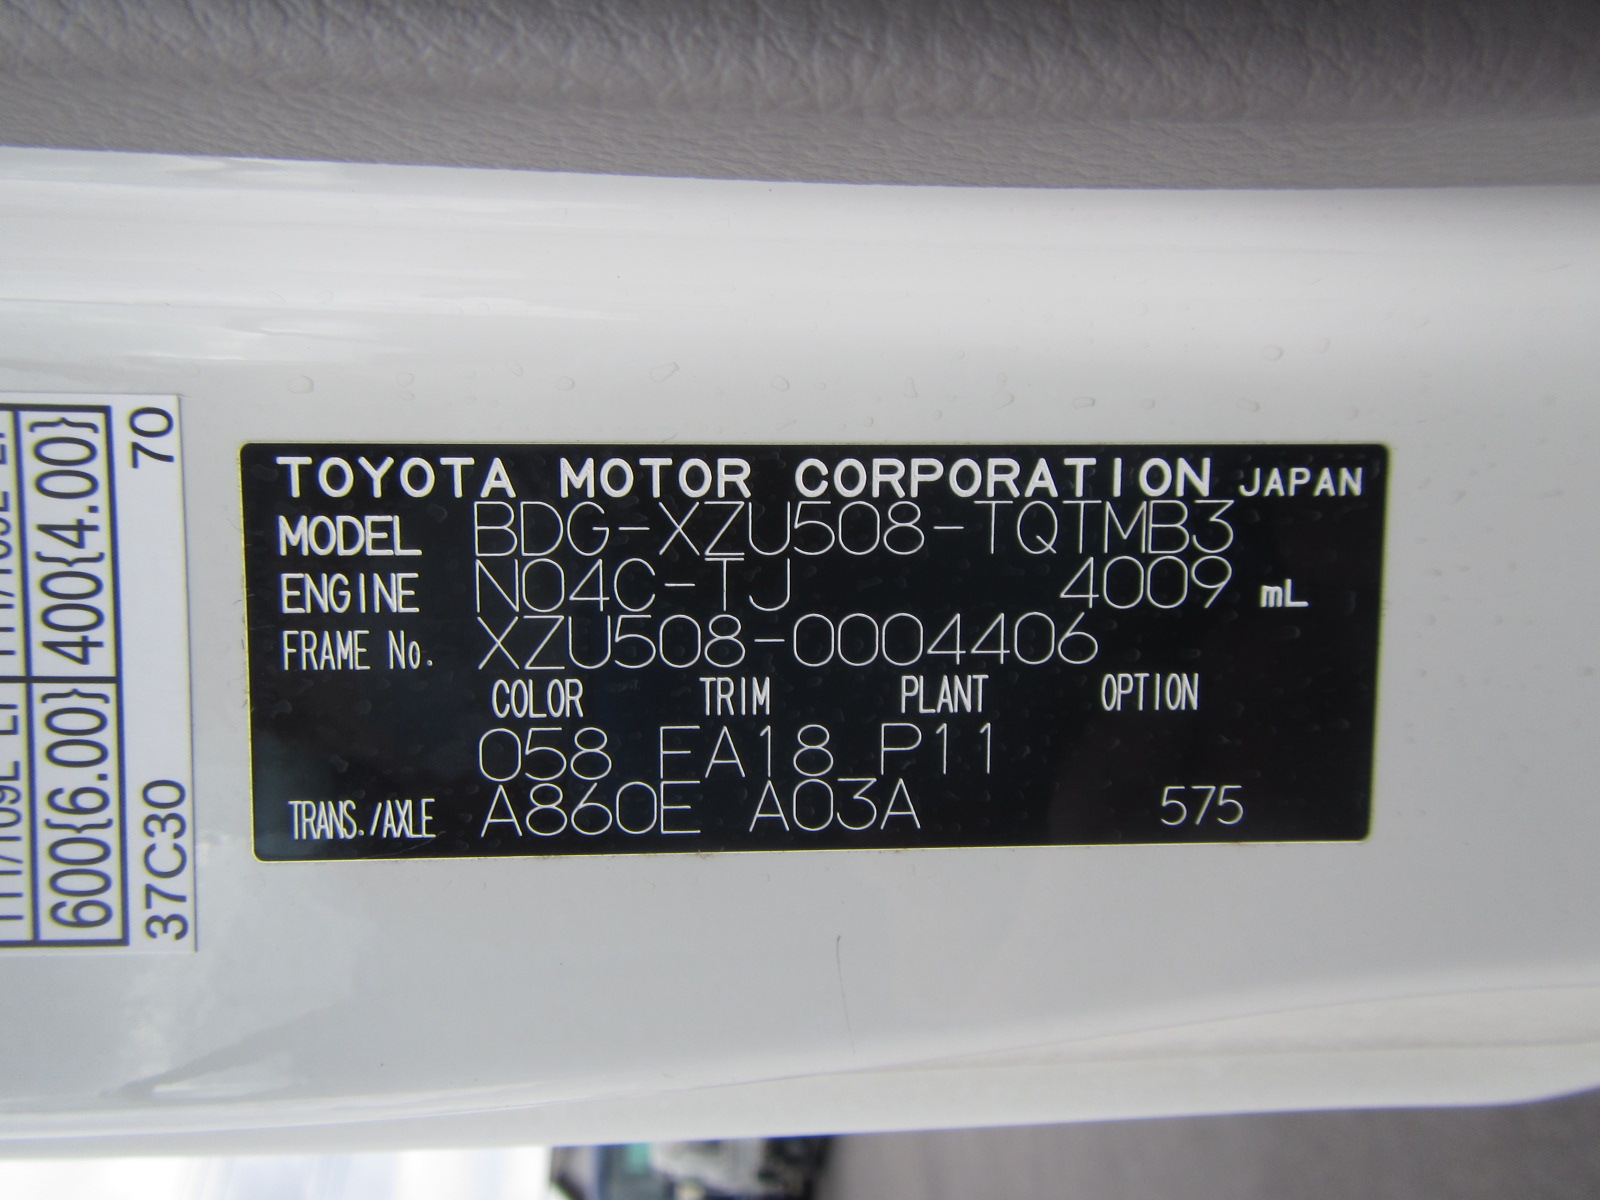 TOYOTA MOTOR CORPORATION JAPAN
MODEL BDG-XZU508-TQTMB3
ENGINE N04C-TJ 4009 mL
FRAME No. XZU508-0004406
COLOR TRIM PLANT OPTION
058 EA18 P11
TRANS./AXLE A860E A03A 575
600{6.00} 400{4.00}
37C30 70